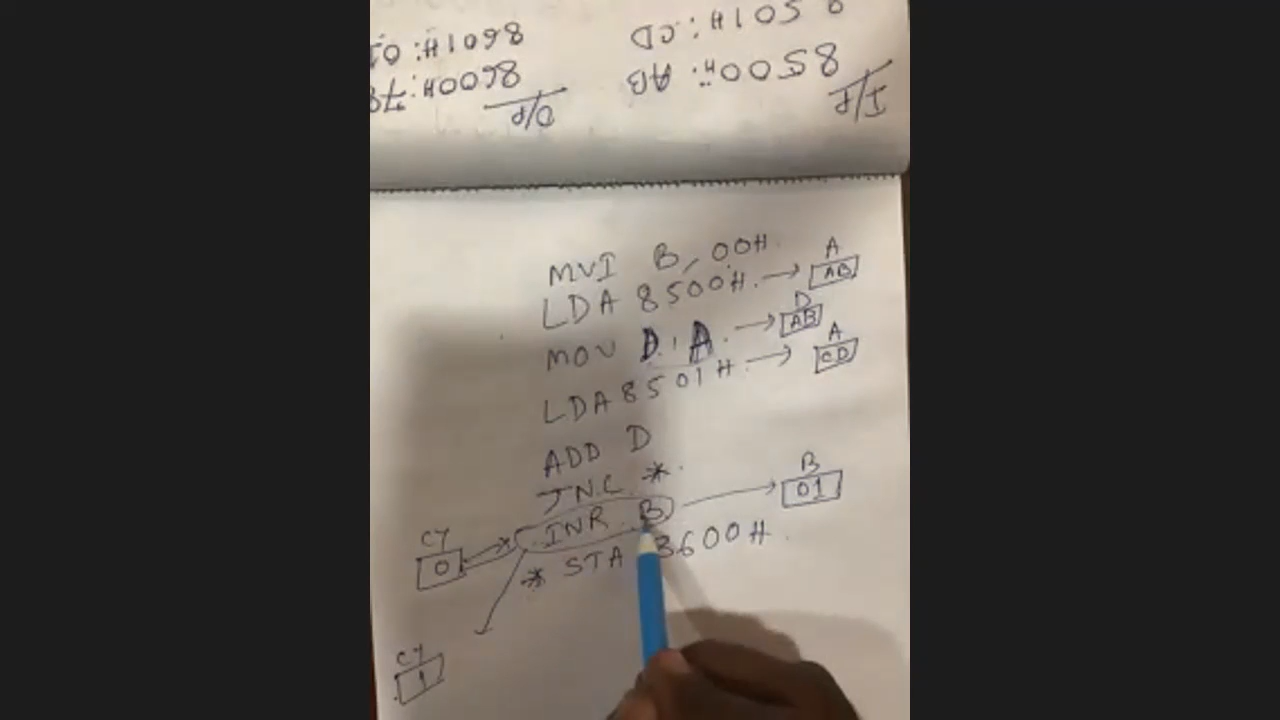 I/P
8500H: AB
8501H: CD
O/P
8600H: 78
8601H: 01
MVI B, 00H.
LDA 8500H. → A AB
MOV D, A. → D AB
LDA 8501H. → A CD
ADD D
JNC *.
INR B → B 01
CY 0
* STA 8600H.
CY 1